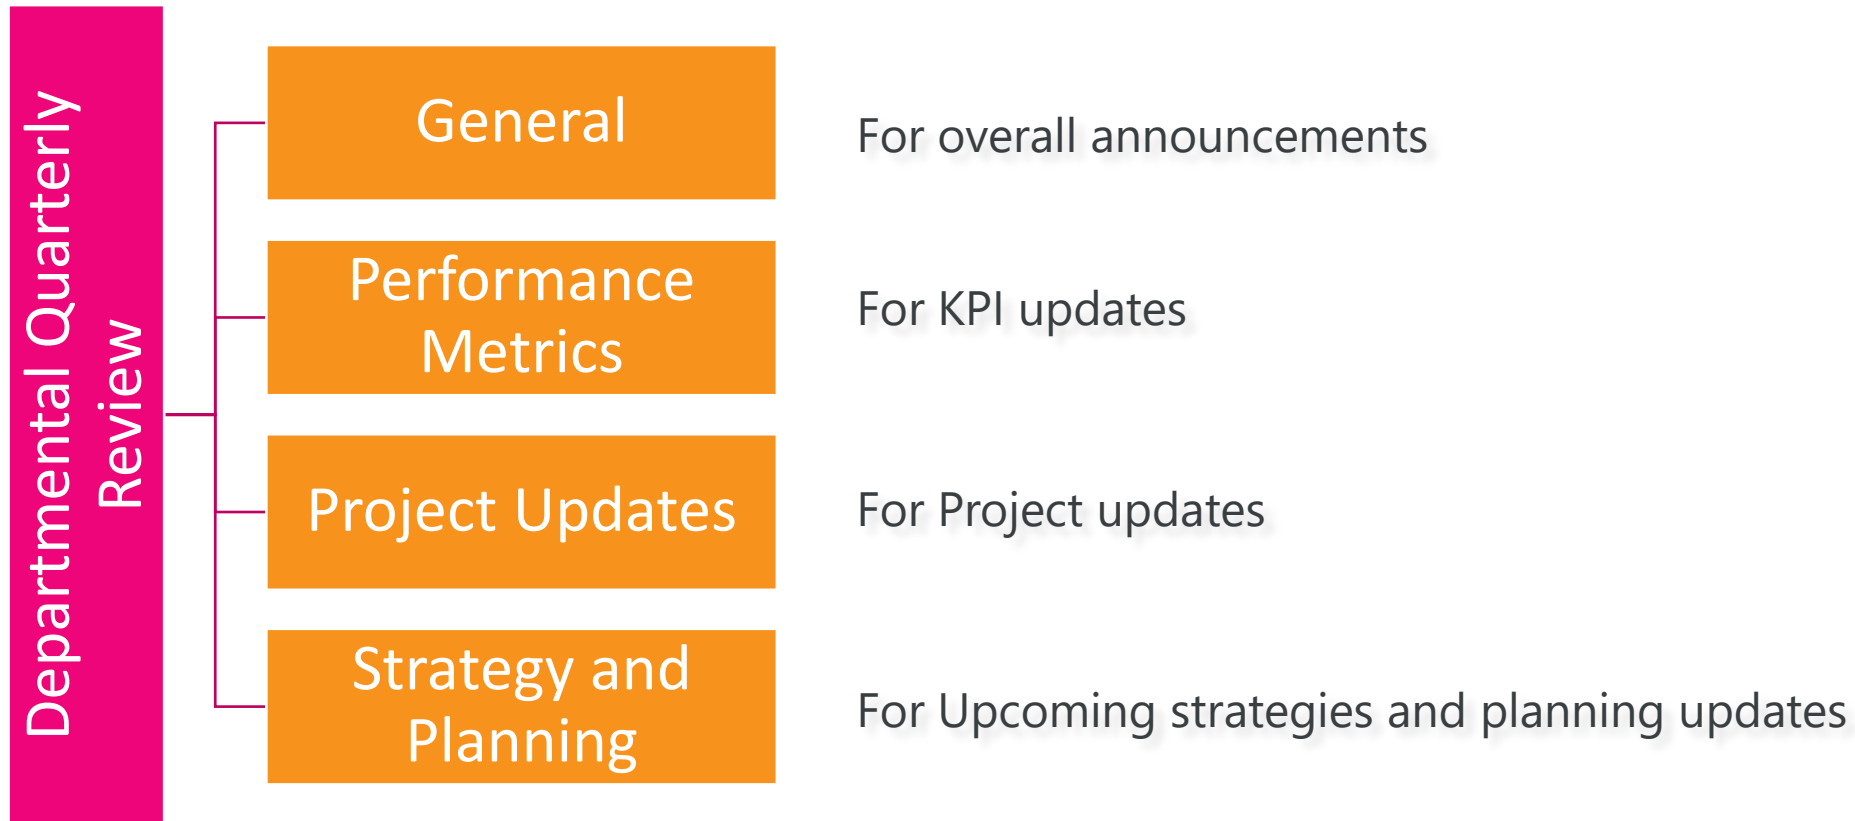 Departmental Quarterly
Review
General
For overall announcements
Performance
Metrics
For KPI updates
Project Updates
For Project updates
Strategy and
Planning
For Upcoming strategies and planning updates